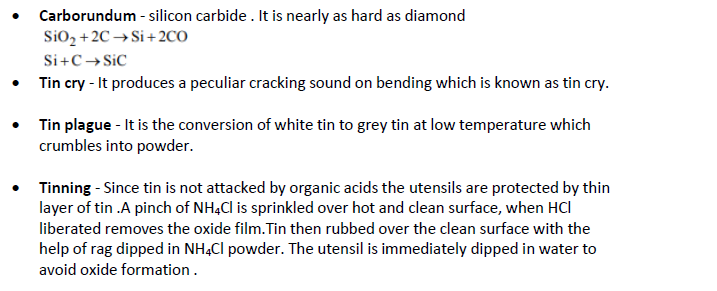 • Carborundum - silicon carbide . It is nearly as hard as diamond
SiO₂ + 2C → Si + 2CO
Si + C → SiC
• Tin cry - It produces a peculiar cracking sound on bending which is known as tin cry.
• Tin plague - It is the conversion of white tin to grey tin at low temperature which
crumbles into powder.
• Tinning - Since tin is not attacked by organic acids the utensils are protected by thin
layer of tin .A pinch of NH₄Cl is sprinkled over hot and clean surface, when HCl
liberated removes the oxide film.Tin then rubbed over the clean surface with the
help of rag dipped in NH₄Cl powder. The utensil is immediately dipped in water to
avoid oxide formation .